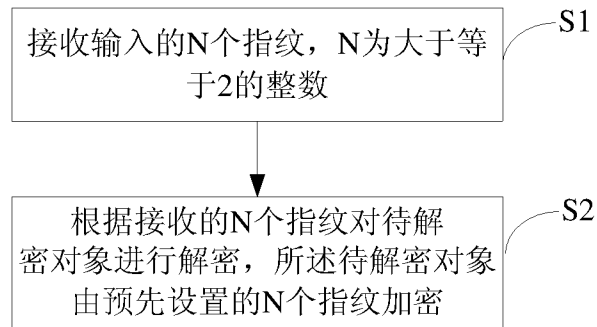 接收输入的N个指纹，N为大于等
于2的整数
S1
根据接收的N个指纹对待解
密对象进行解密，所述待解密对象
由预先设置的N个指纹加密
S2